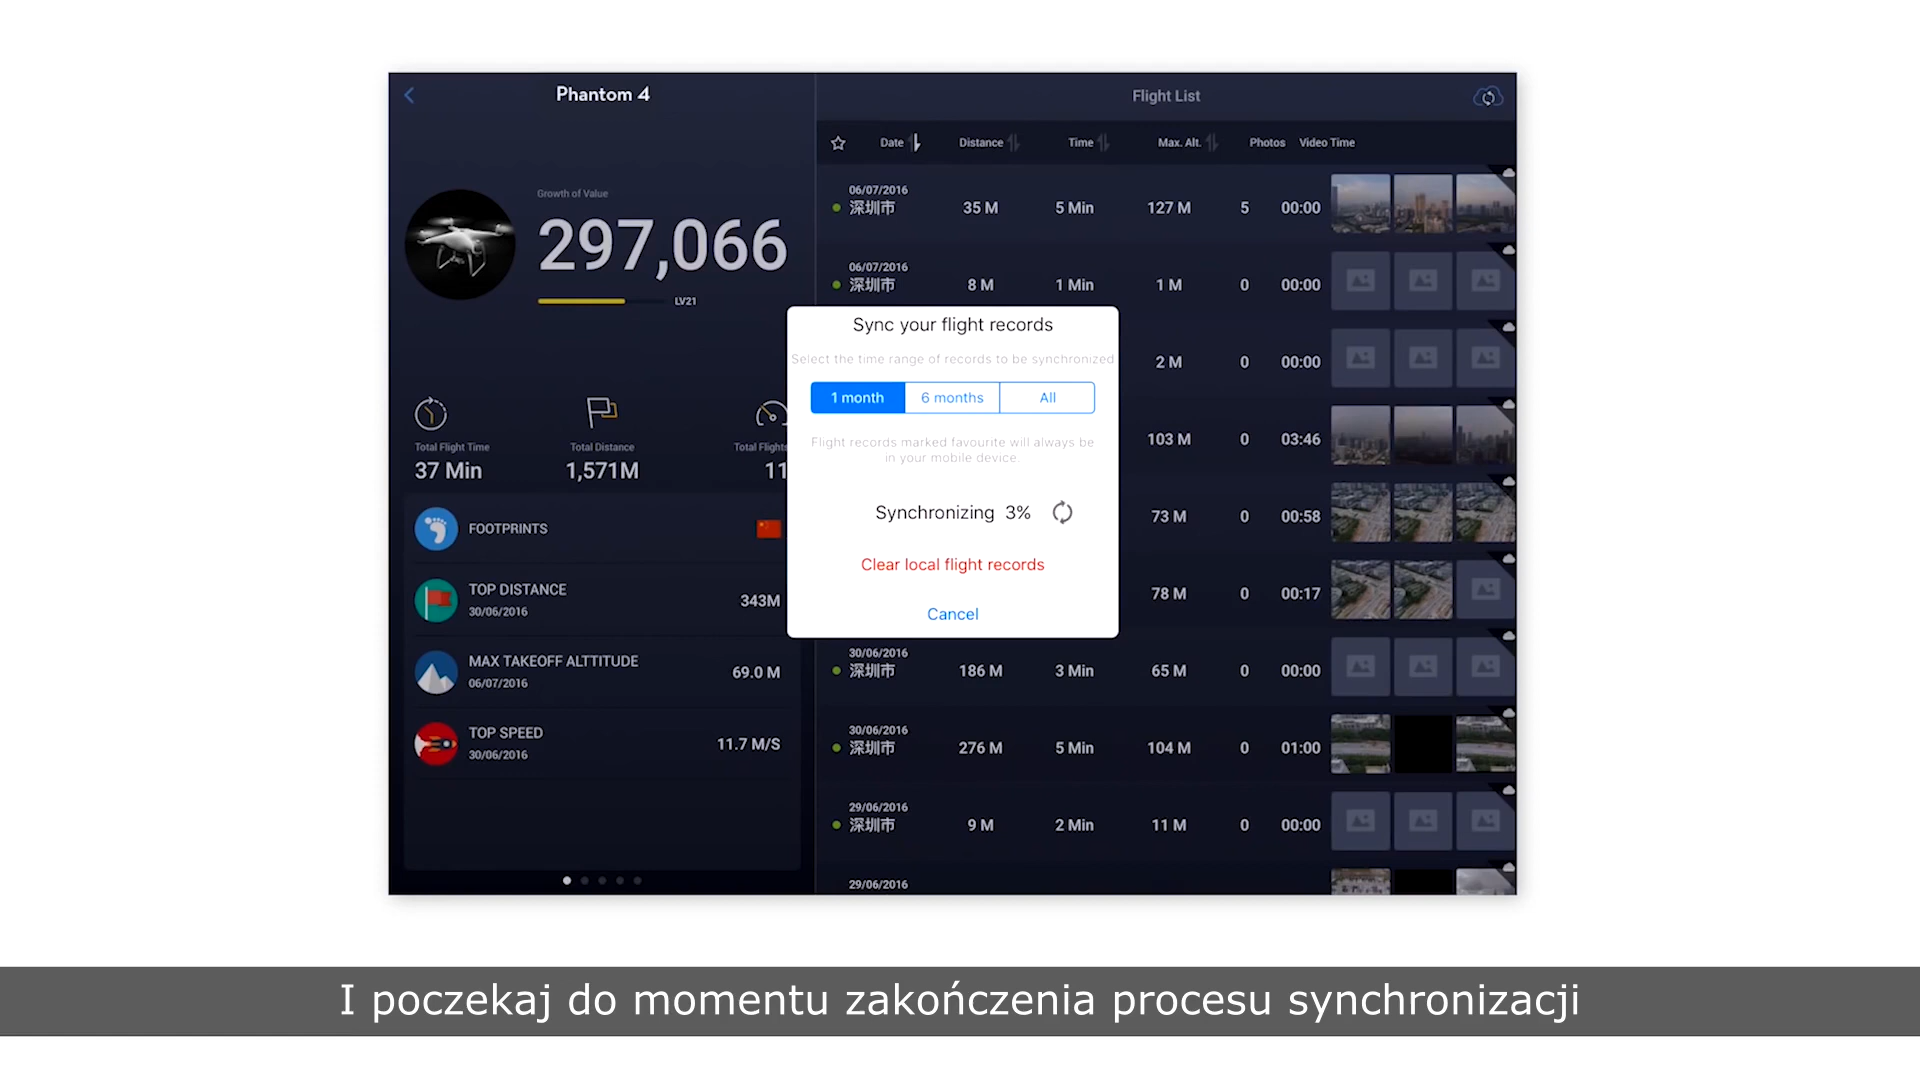 Phantom 4
Growth of Value
297,066
LV21
Total Flight Time
37 Min
Total Distance
1,571M
Total Flights
11
FOOTPRINTS
TOP DISTANCE
30/06/2016
343M
MAX TAKEOFF ALTTITUDE
06/07/2016
69.0 M
TOP SPEED
30/06/2016
11.7 M/S
Flight List
Date Distance Time Max. Alt. Photos Video Time
06/07/2016
深圳市 35 M 5 Min 127 M 5 00:00
06/07/2016
深圳市 8 M 1 Min 1 M 0 00:00
2 M 0 00:00
103 M 0 03:46
73 M 0 00:58
78 M 0 00:17
30/06/2016
深圳市 186 M 3 Min 65 M 0 00:00
30/06/2016
深圳市 276 M 5 Min 104 M 0 01:00
29/06/2016
深圳市 9 M 2 Min 11 M 0 00:00
29/06/2016
Sync your flight records
Select the time range of records to be synchronized
1 month 6 months All
Flight records marked favourite will always be
in your mobile device.
Synchronizing 3%
Clear local flight records
Cancel
I poczekaj do momentu zakończenia procesu synchronizacji